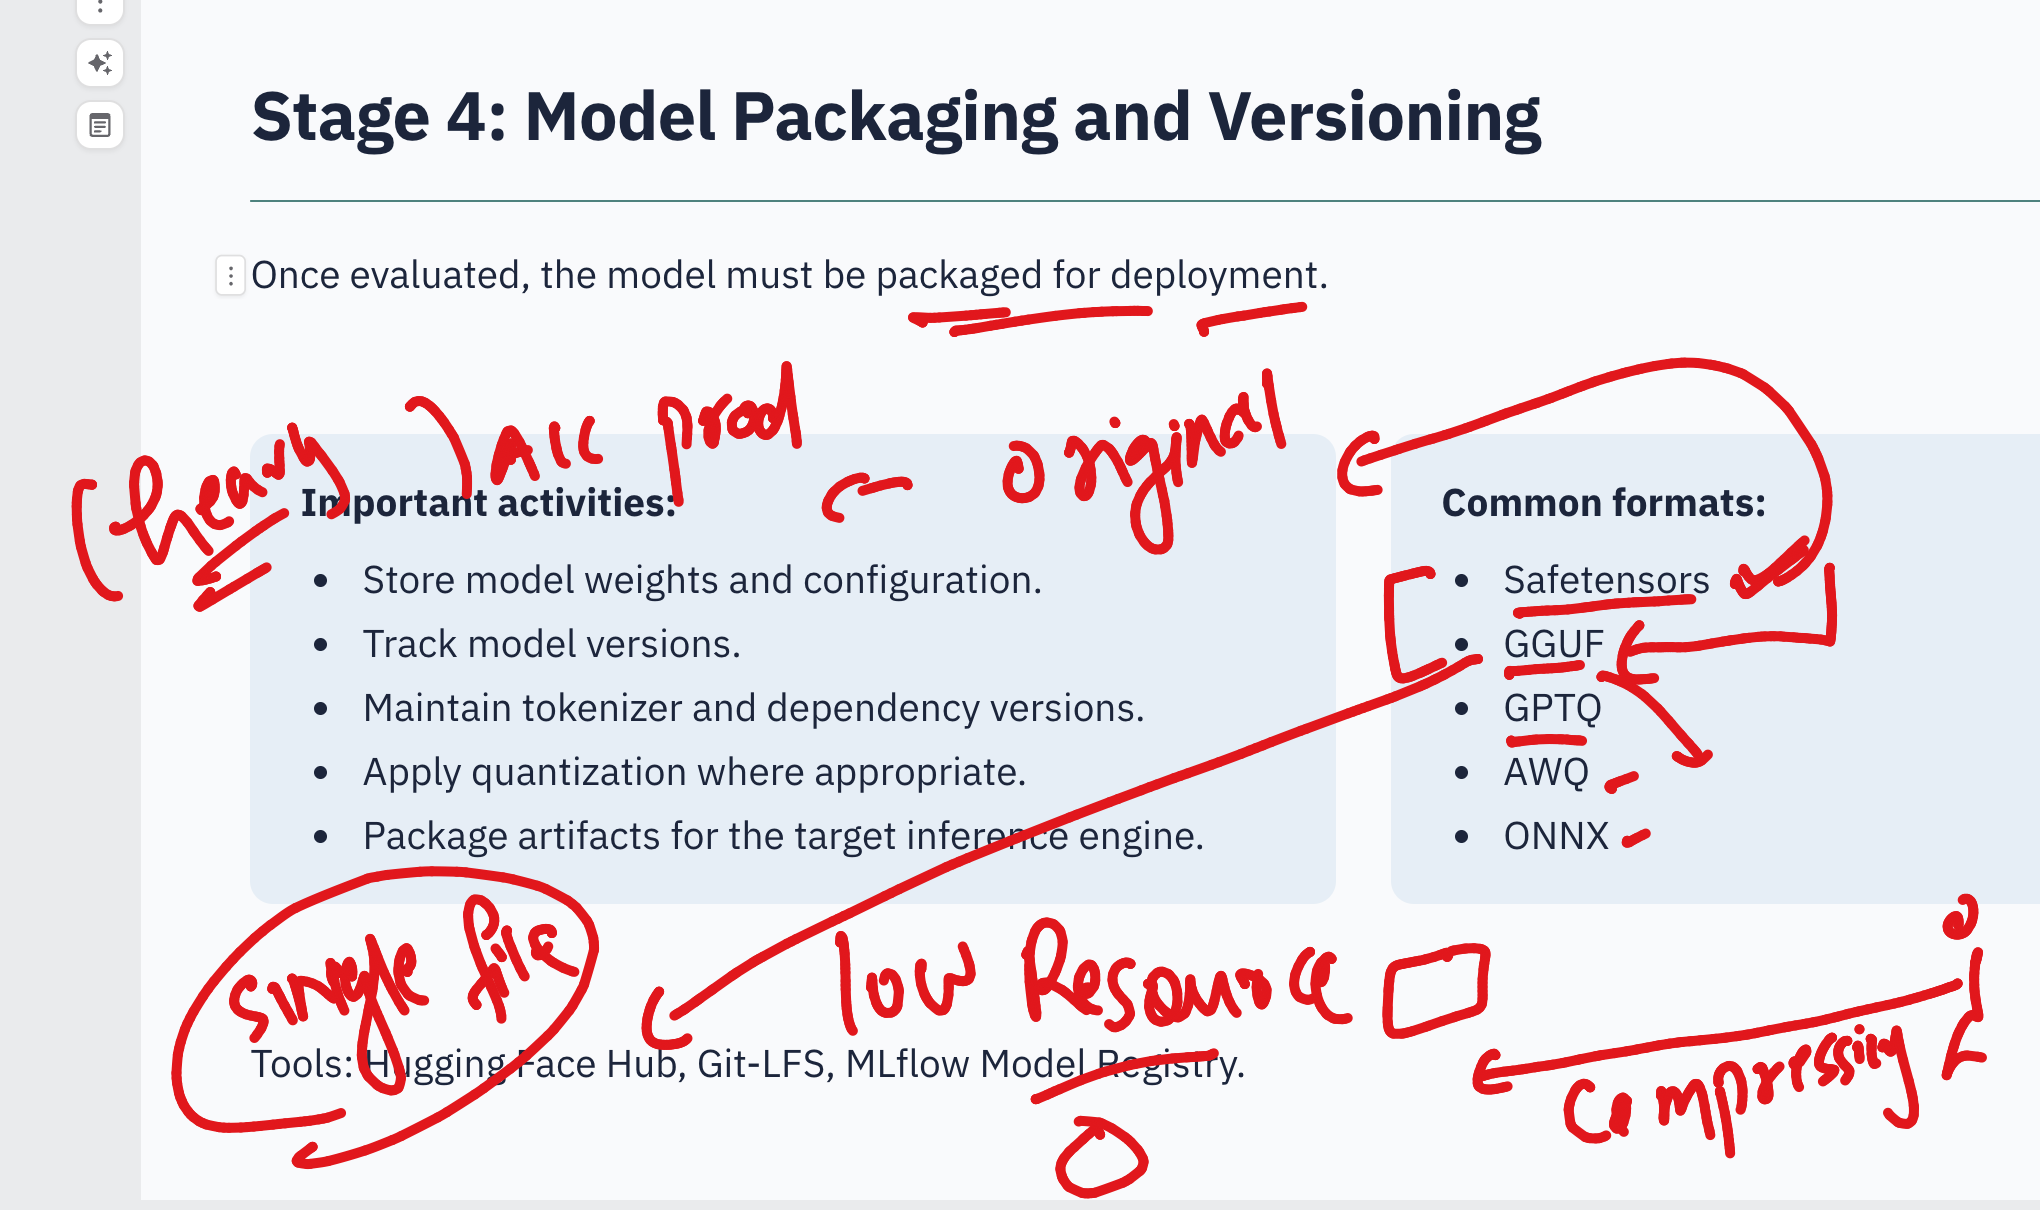 Stage 4: Model Packaging and Versioning
Once evaluated, the model must be packaged for deployment.
(heavy) Acc prod original
Important activities:
Store model weights and configuration.
Track model versions.
Maintain tokenizer and dependency versions.
Apply quantization where appropriate.
Package artifacts for the target inference engine.
Common formats:
Safetensors
GGUF
GPTQ
AWQ
ONNX
single file
low Resource
compressing
Tools: Hugging Face Hub, Git-LFS, MLflow Model Registry.